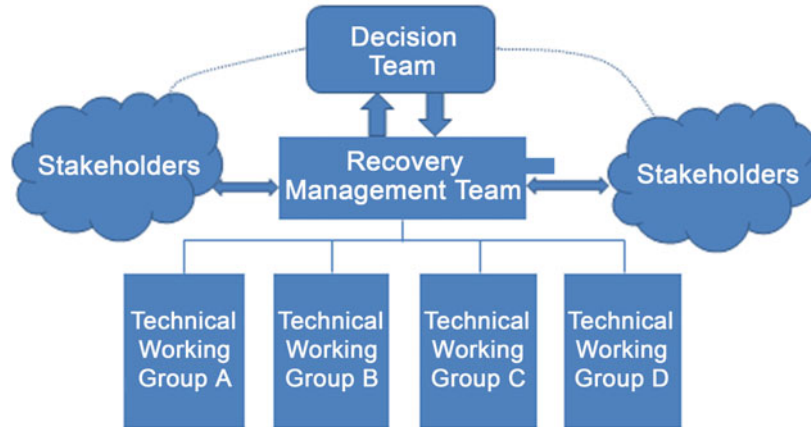 Decision
Team
Stakeholders
Recovery
Management Team
Stakeholders
Technical
Working
Group A
Technical
Working
Group B
Technical
Working
Group C
Technical
Working
Group D